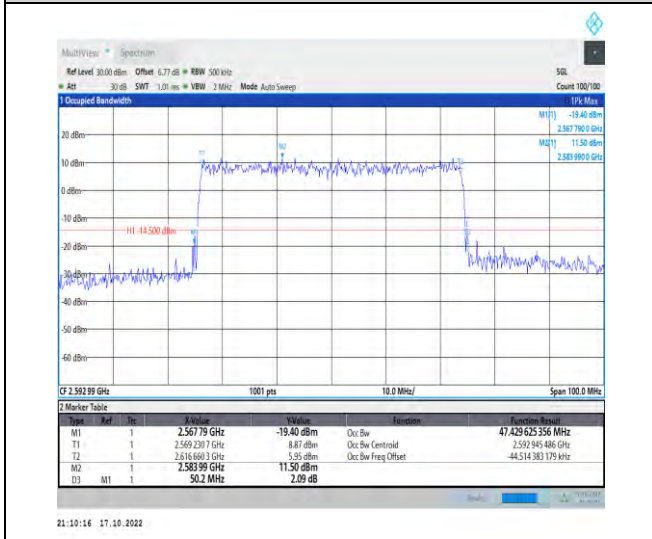 MultiView Spectrum
Ref Level 30.00 dBm Offset 6.77 dB RBW 500 kHz SGL
Att 30 dB SWT 1.01 ms VBW 2 MHz Mode Auto Sweep Count 100/100
1 Occupied Bandwidth 1Pk Max
M1[1] -19.40 dBm
2.567 790 0 GHz
M2[1] 11.50 dBm
2.583 990 0 GHz
20 dBm
M2
T1
10 dBm
0 dBm
-10 dBm
H1 -14.500 dBm
M1
-20 dBm
-30 dBm
-40 dBm
-50 dBm
-60 dBm
CF 2.592 99 GHz 1001 pts 10.0 MHz/ Span 100.0 MHz
2 Marker Table
Type Ref Trc X-Value Y-Value Function Function Result
M1 1 2.567 79 GHz -19.40 dBm Occ Bw 47.429 625 356 MHz
T1 1 2.569 230 7 GHz 8.87 dBm Occ Bw Centroid 2.592 945 486 GHz
T2 1 2.616 660 3 GHz 5.95 dBm Occ Bw Freq Offset -44.514 383 179 kHz
M2 1 2.583 99 GHz 11.50 dBm
D3 M1 1 50.2 MHz 2.09 dB
21:10:16 17.10.2022